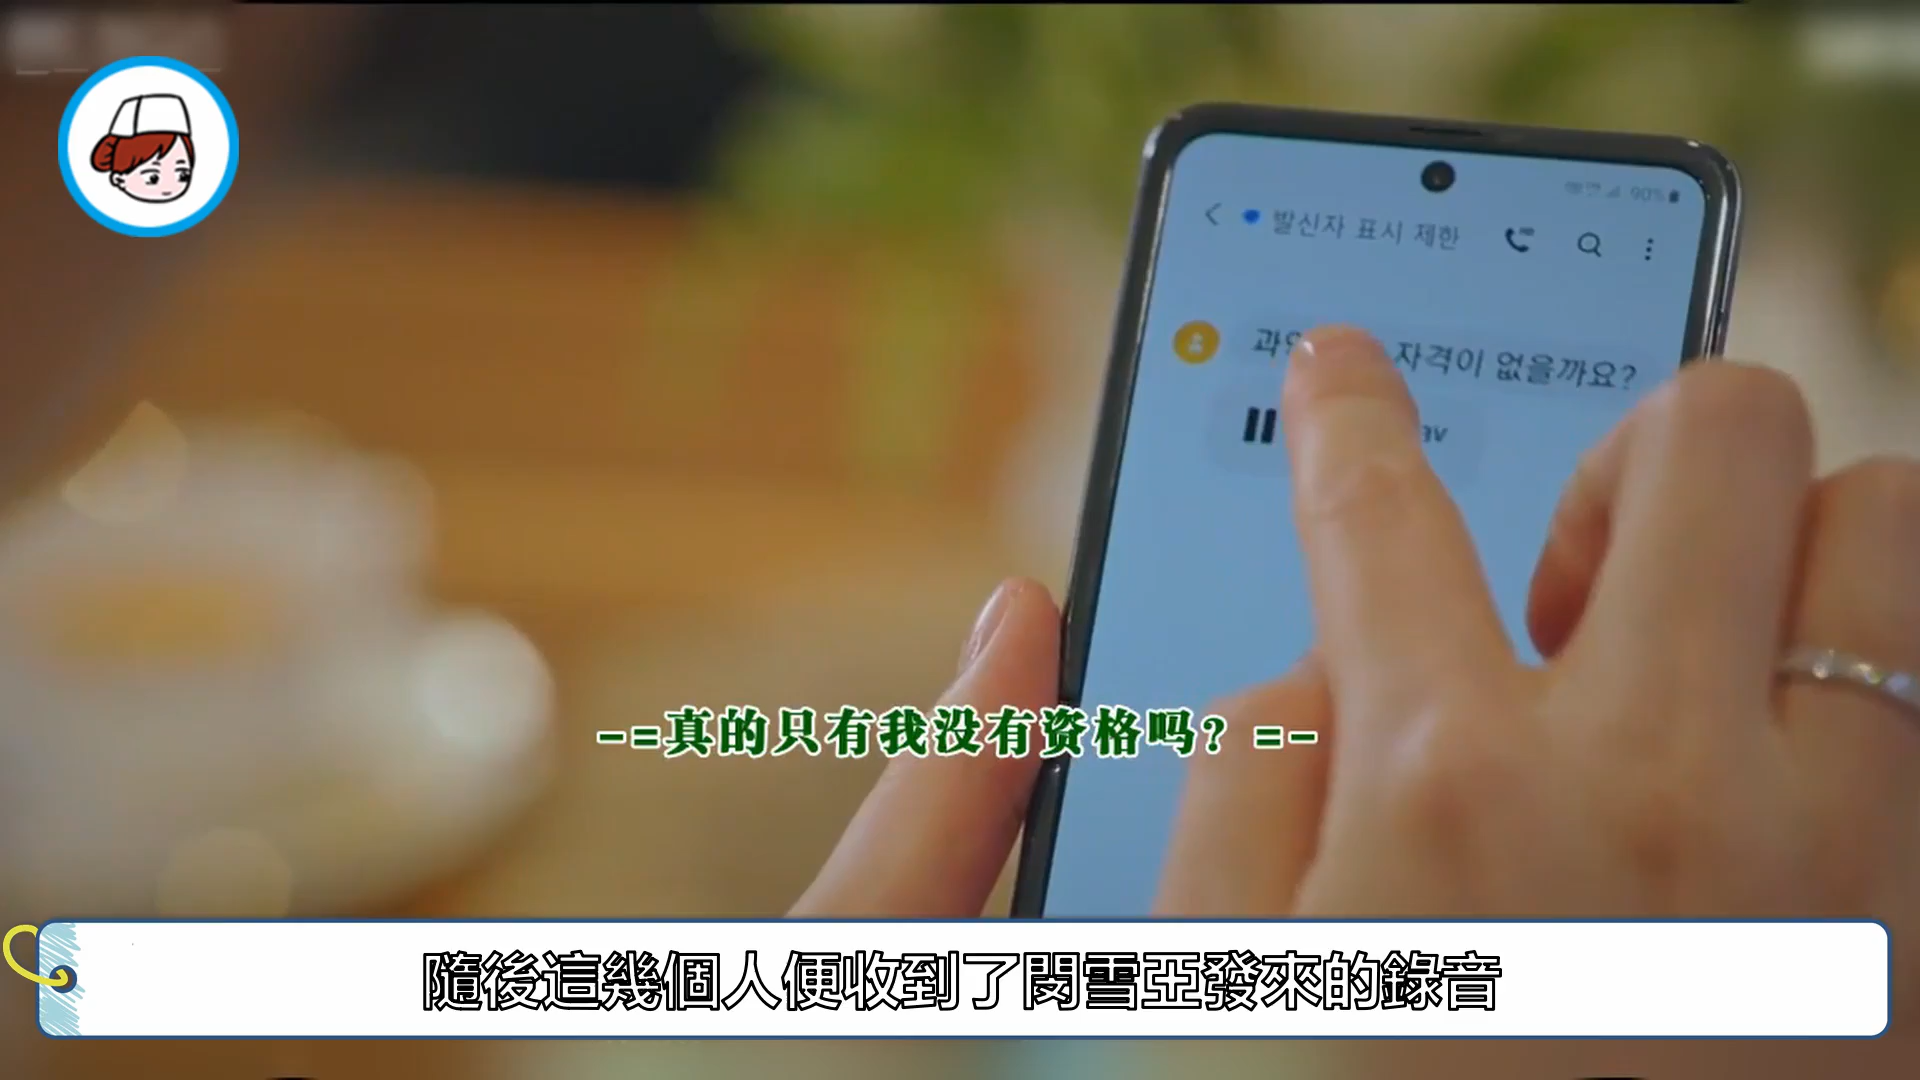 90%
발신자 표시 제한
자격이 없을까요?
-=真的只有我没有资格吗？=-
隨後這幾個人便收到了閔雪亞發來的錄音